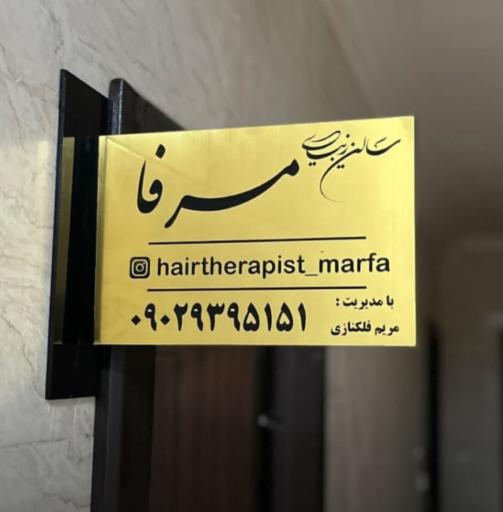 سالن زیبایی
مرفا
hairtherapist_marfa
با مدیریت :
مریم فلکنازی
۰۹۰۲۹۳۹۵۱۵۱